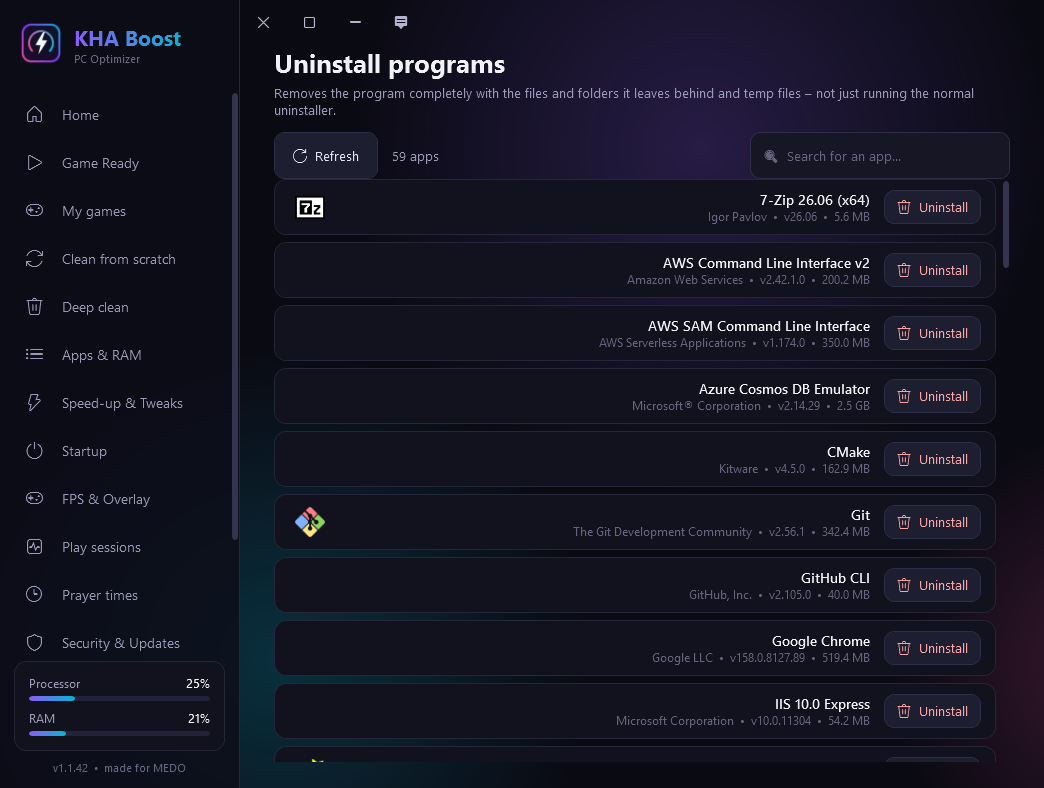 KHA Boost
PC Optimizer
Home
Game Ready
My games
Clean from scratch
Deep clean
Apps & RAM
Speed-up & Tweaks
Startup
FPS & Overlay
Play sessions
Prayer times
Security & Updates
Processor 25%
RAM 21%
v1.1.42 • made for MEDO
Uninstall programs
Removes the program completely with the files and folders it leaves behind and temp files – not just running the normal
uninstaller.
Refresh 59 apps Search for an app...
7z
7-Zip 26.06 (x64)
Igor Pavlov • v26.06 • 5.6 MB
Uninstall
AWS Command Line Interface v2
Amazon Web Services • v2.42.1.0 • 200.2 MB
Uninstall
AWS SAM Command Line Interface
AWS Serverless Applications • v1.174.0 • 350.0 MB
Uninstall
Azure Cosmos DB Emulator
Microsoft® Corporation • v2.14.29 • 2.5 GB
Uninstall
CMake
Kitware • v4.5.0 • 162.9 MB
Uninstall
Git
The Git Development Community • v2.56.1 • 342.4 MB
Uninstall
GitHub CLI
GitHub, Inc. • v2.105.0 • 40.0 MB
Uninstall
Google Chrome
Google LLC • v158.0.8127.89 • 519.4 MB
Uninstall
IIS 10.0 Express
Microsoft Corporation • v10.0.11304 • 54.2 MB
Uninstall